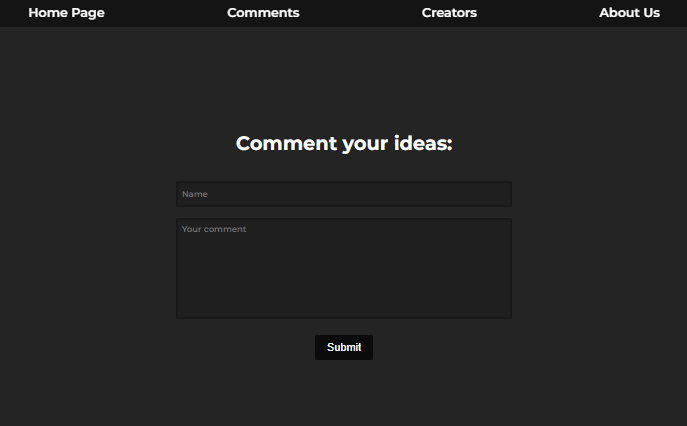 Home Page Comments Creators About Us
Comment your ideas:
Name
Your comment
Submit